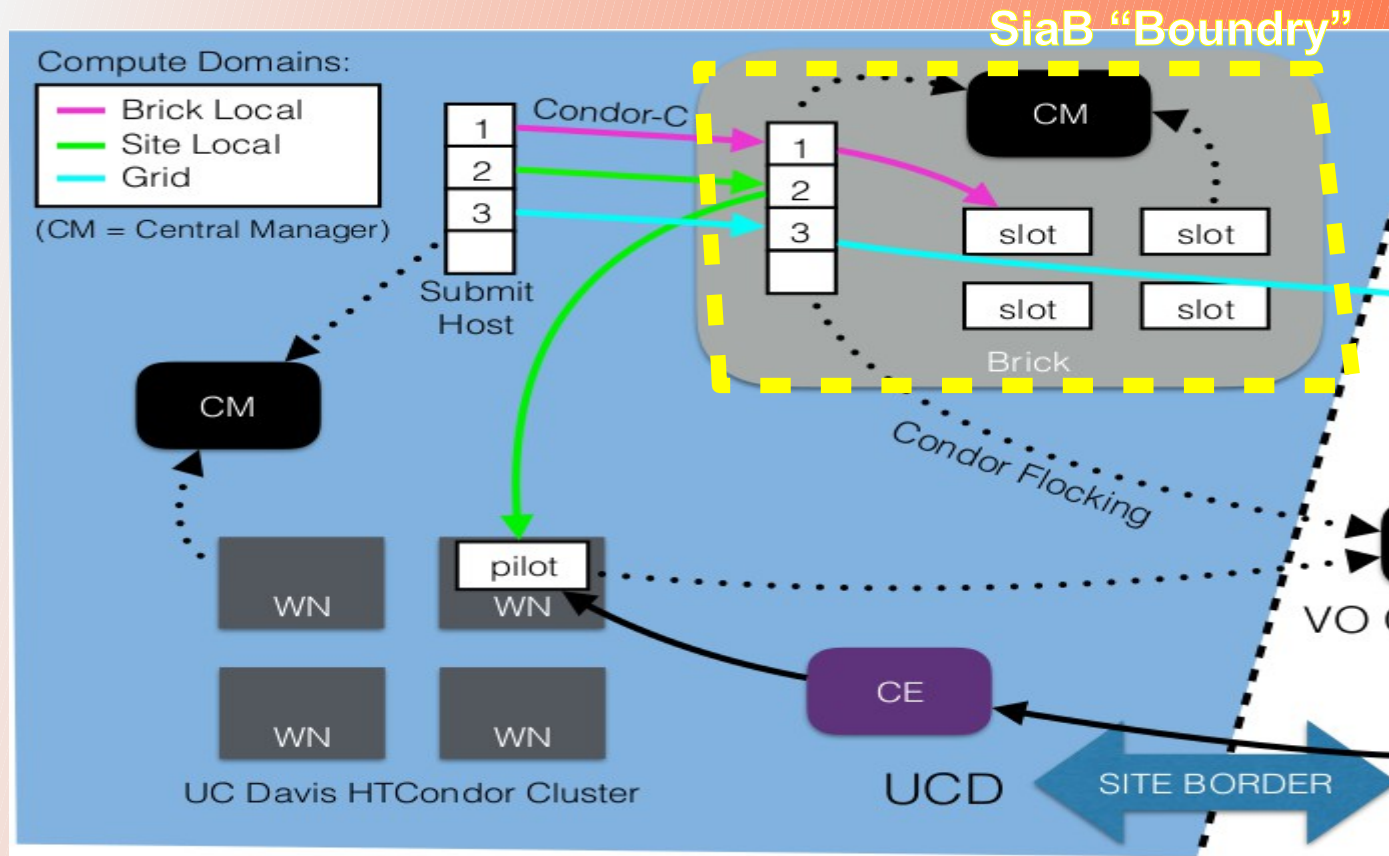 SiaB “Boundry”
Compute Domains:
Brick Local
Site Local
Grid
(CM = Central Manager)
1
2
3
Submit
Host
Condor-C
1
2
3
CM
slot
slot
slot
slot
Brick
CM
Condor Flocking
pilot
WN
WN
WN
WN
UC Davis HTCondor Cluster
CE
VO
UCD
SITE BORDER